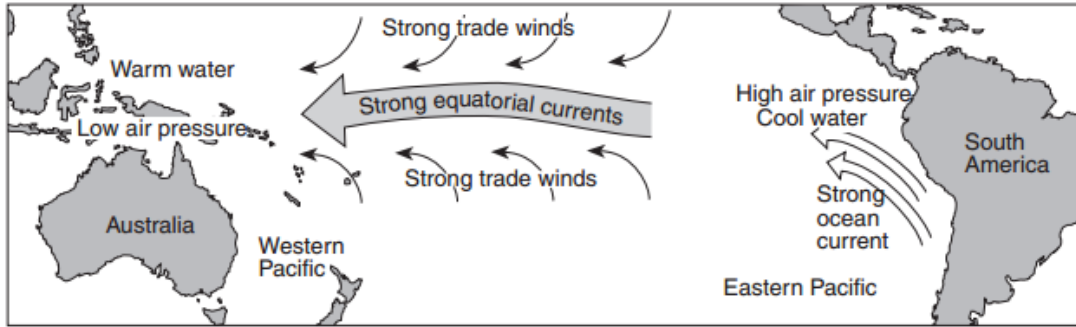 Strong trade winds
Warm water
Strong equatorial currents
High air pressure
Cool water
Low air pressure
South
America
Strong trade winds
Strong
ocean
current
Australia
Western
Pacific
Eastern Pacific